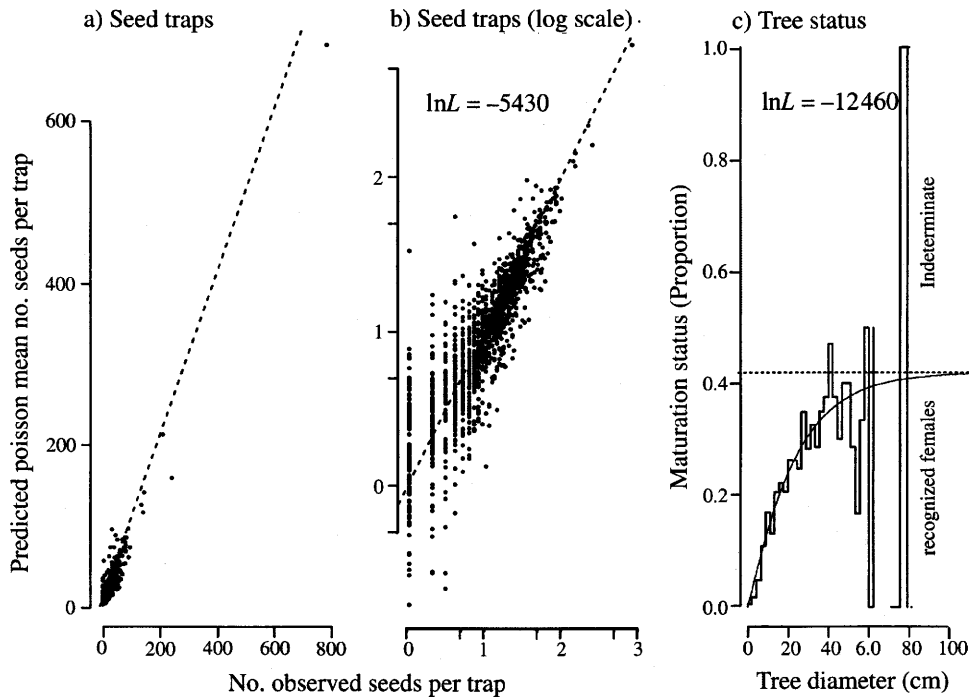 a) Seed traps
b) Seed traps (log scale)
c) Tree status
Predicted poisson mean no. seeds per trap
600
400
200
0
0
200
400
600
800
lnL = −5430
2
1
0
0
1
2
3
No. observed seeds per trap
lnL = −12460
Maturation status (Proportion)
1.0
0.8
0.6
0.4
0.2
0.0
Indeterminate
recognized females
0
20
40
60
80
100
Tree diameter (cm)